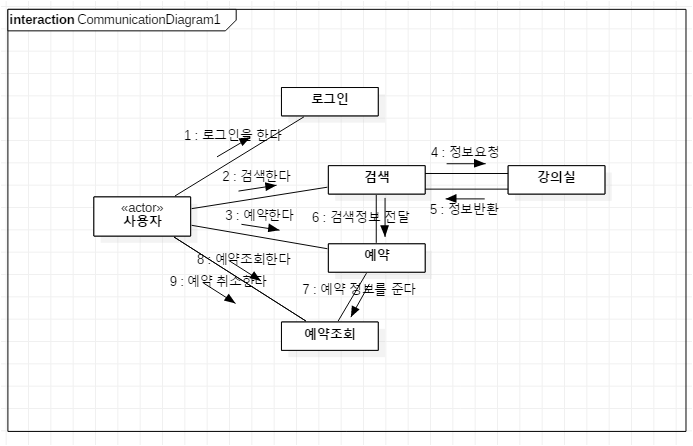 interaction CommunicationDiagram1
로그인
1 : 로그인을 한다
4 : 정보요청
2 : 검색한다
검색
강의실
«actor»
사용자
3 : 예약한다
6 : 검색정보 전달
5 : 정보반환
예약
8 : 예약조회한다
9 : 예약 취소한다
7 : 예약 정보를 준다
예약조회